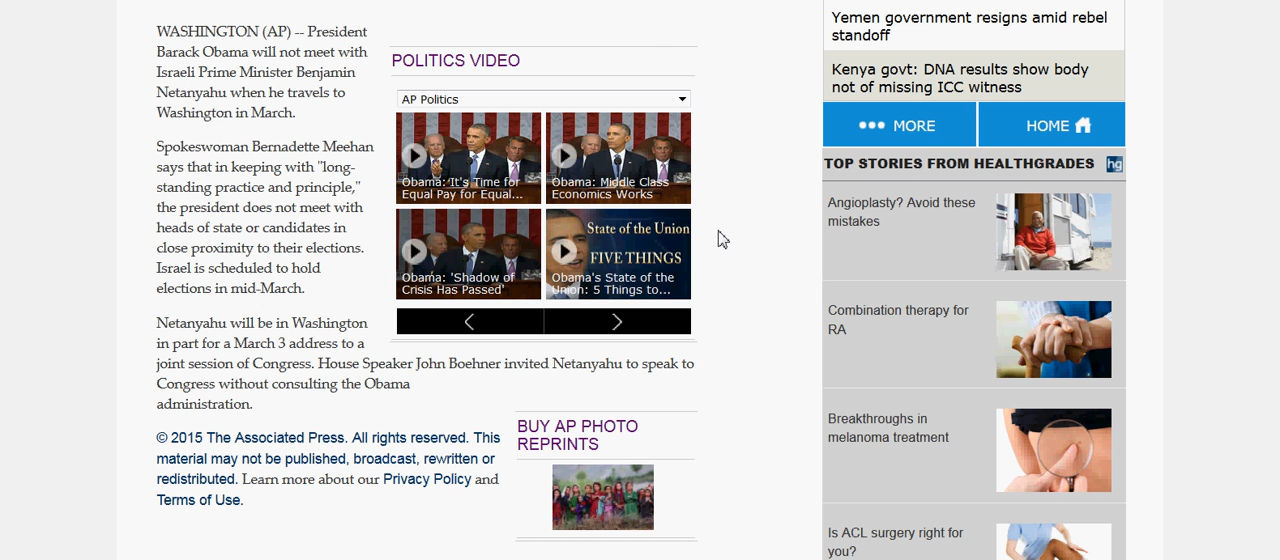 WASHINGTON (AP) -- President
Barack Obama will not meet with
Israeli Prime Minister Benjamin
Netanyahu when he travels to
Washington in March.
Spokeswoman Bernadette Meehan
says that in keeping with "long-
standing practice and principle,"
the president does not meet with
heads of state or candidates in
close proximity to their elections.
Israel is scheduled to hold
elections in mid-March.
Netanyahu will be in Washington
in part for a March 3 address to a
joint session of Congress. House Speaker John Boehner invited Netanyahu to speak to
Congress without consulting the Obama
administration.
© 2015 The Associated Press. All rights reserved. This
material may not be published, broadcast, rewritten or
redistributed. Learn more about our Privacy Policy and
Terms of Use.
POLITICS VIDEO
AP Politics
Obama: 'It's Time for
Equal Pay for Equal...
Obama: Middle Class
Economics Works
Obama: 'Shadow of
Crisis Has Passed'
State of the Union
FIVE THINGS
Obama's State of the
Union: 5 Things to...
BUY AP PHOTO
REPRINTS
Yemen government resigns amid rebel
standoff
Kenya govt: DNA results show body
not of missing ICC witness
MORE
HOME
TOP STORIES FROM HEALTHGRADES hg
Angioplasty? Avoid these
mistakes
Combination therapy for
RA
Breakthroughs in
melanoma treatment
Is ACL surgery right for
you?